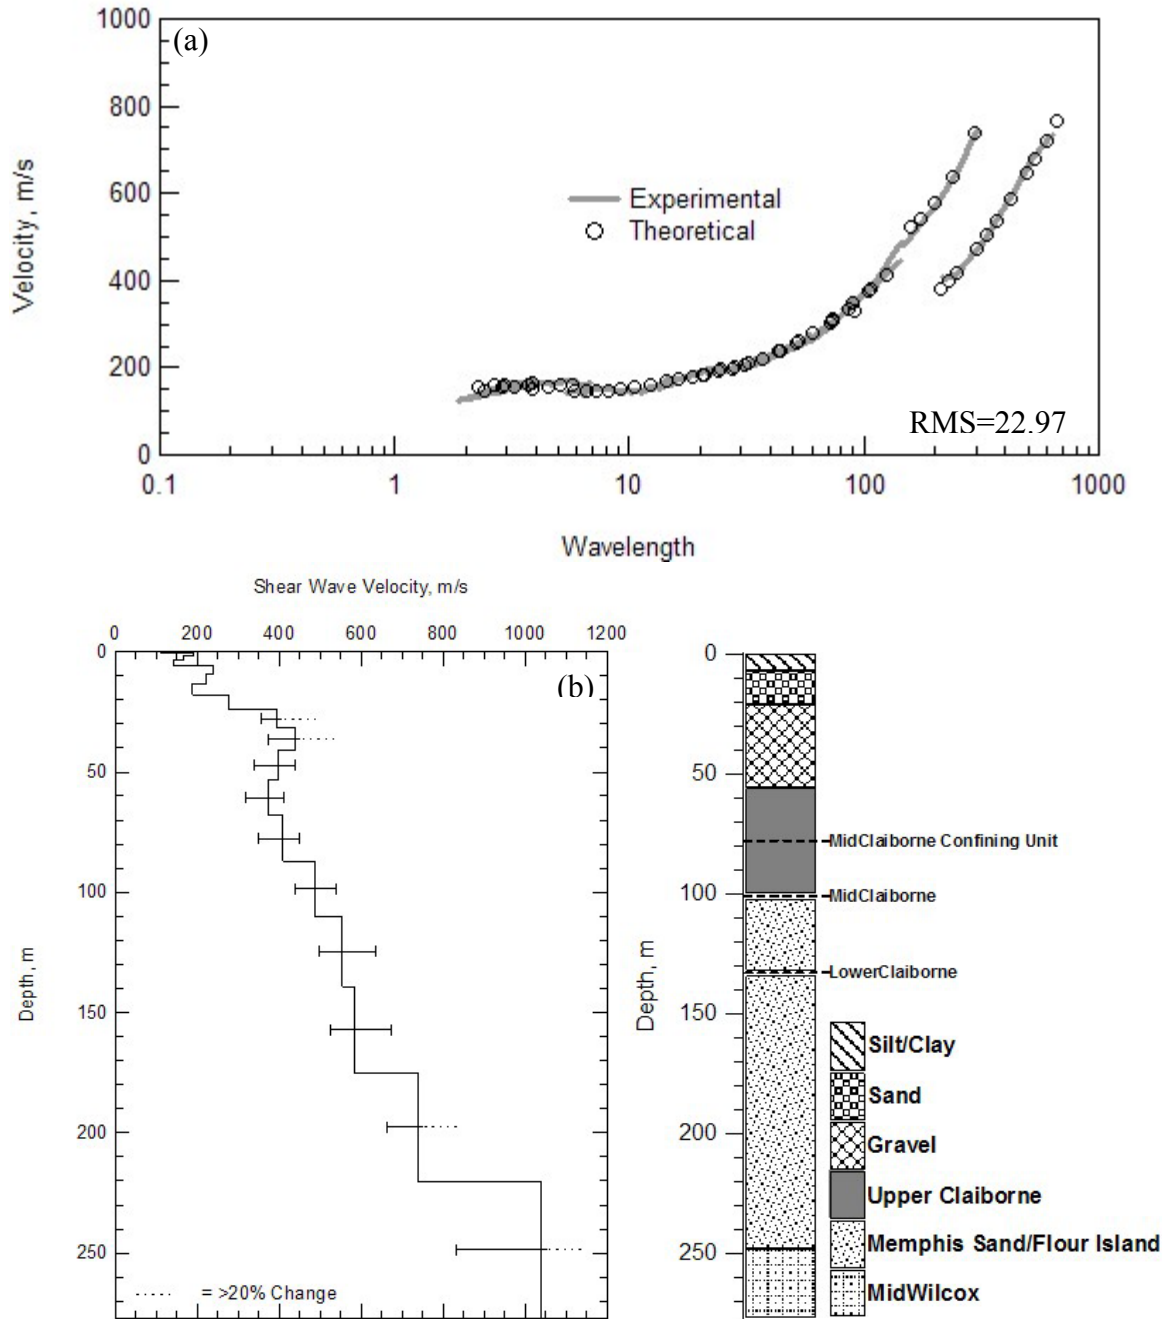 (a)
Velocity, m/s
1000
800
600
400
200
0
Experimental
Theoretical
RMS=22.97
0.1 1 10 100 1000
Wavelength
Shear Wave Velocity, m/s
0 200 400 600 800 1000 1200
(b)
Depth, m
0
50
100
150
200
250
= >20% Change
Depth, m
0
50
100
150
200
250
MidClaiborne Confining Unit
MidClaiborne
LowerClaiborne
Silt/Clay
Sand
Gravel
Upper Claiborne
Memphis Sand/Flour Island
MidWilcox